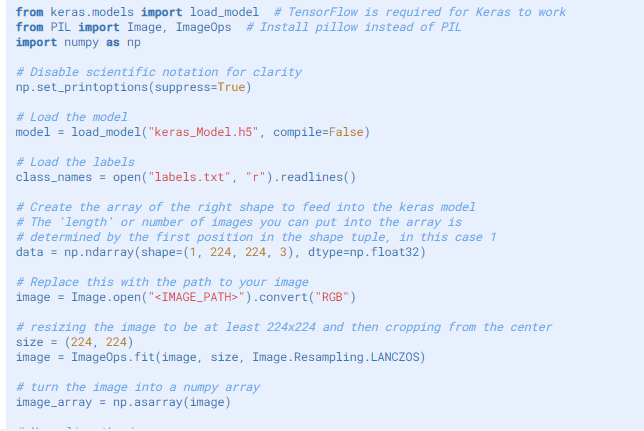 from keras.models import load_model  # TensorFlow is required for Keras to work
from PIL import Image, ImageOps  # Install pillow instead of PIL
import numpy as np
# Disable scientific notation for clarity
np.set_printoptions(suppress=True)
# Load the model
model = load_model("keras_Model.h5", compile=False)
# Load the labels
class_names = open("labels.txt", "r").readlines()
# Create the array of the right shape to feed into the keras model
# The 'length' or number of images you can put into the array is
# determined by the first position in the shape tuple, in this case 1
data = np.ndarray(shape=(1, 224, 224, 3), dtype=np.float32)
# Replace this with the path to your image
image = Image.open("<IMAGE_PATH>").convert("RGB")
# resizing the image to be at least 224x224 and then cropping from the center
size = (224, 224)
image = ImageOps.fit(image, size, Image.Resampling.LANCZOS)
# turn the image into a numpy array
image_array = np.asarray(image)